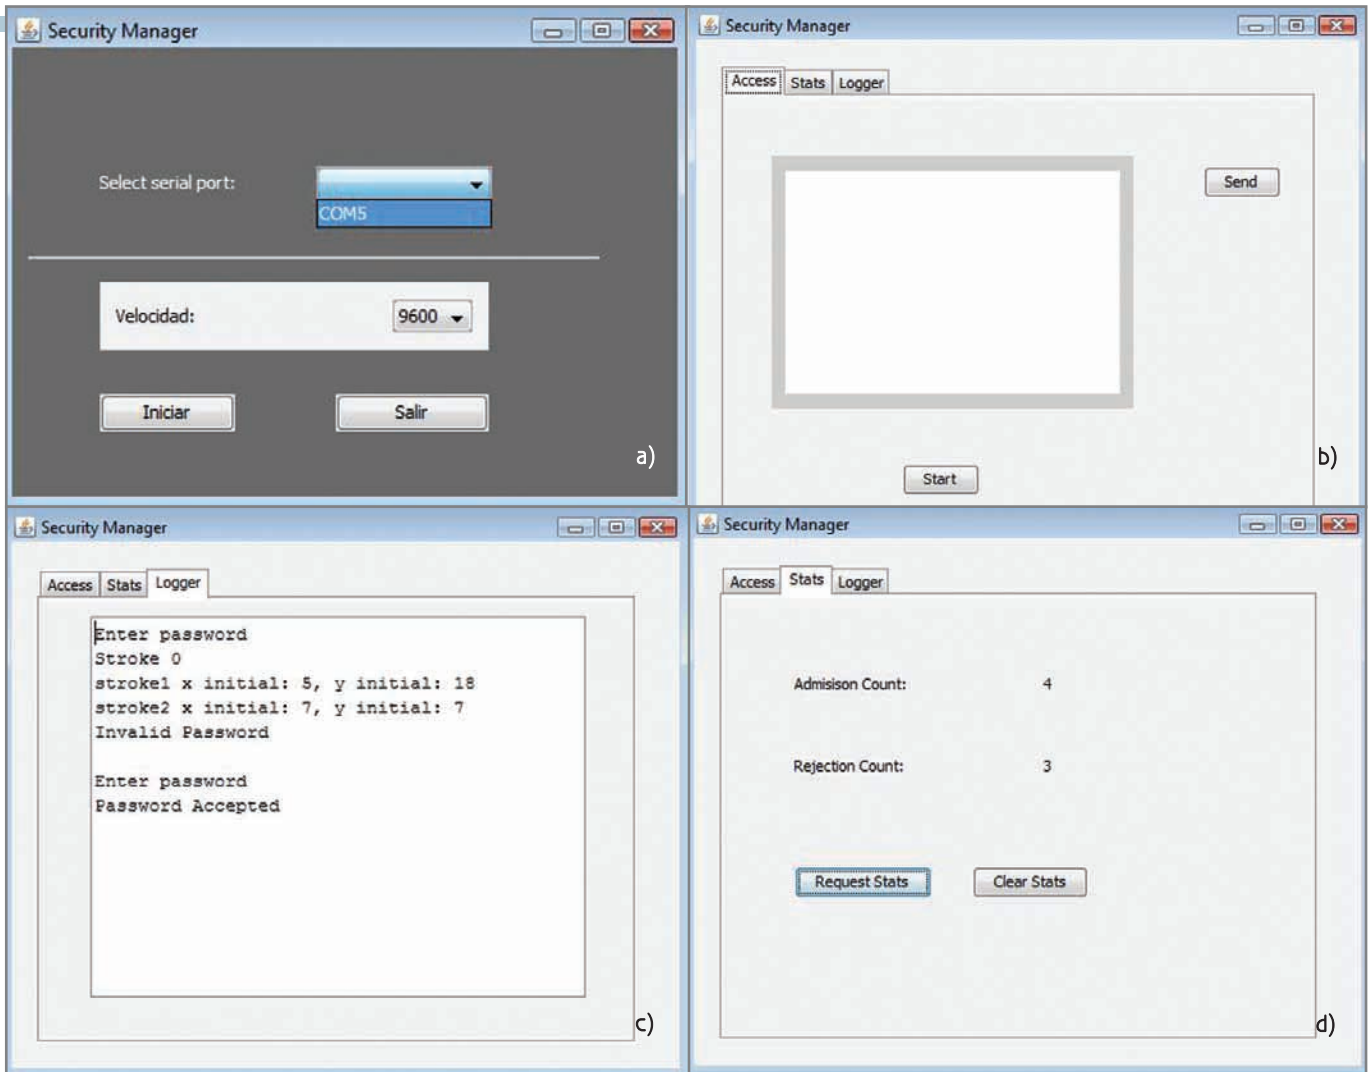 Security Manager
Select serial port:
COM5
Velocidad:
9600
Iniciar
Salir
a)
Security Manager
Access Stats Logger
Send
Start
b)
Security Manager
Access Stats Logger
Enter password
Stroke 0
stroke1 x initial: 5, y initial: 18
stroke2 x initial: 7, y initial: 7
Invalid Password
Enter password
Password Accepted
c)
Security Manager
Access Stats Logger
Admisison Count: 4
Rejection Count: 3
Request Stats Clear Stats
d)